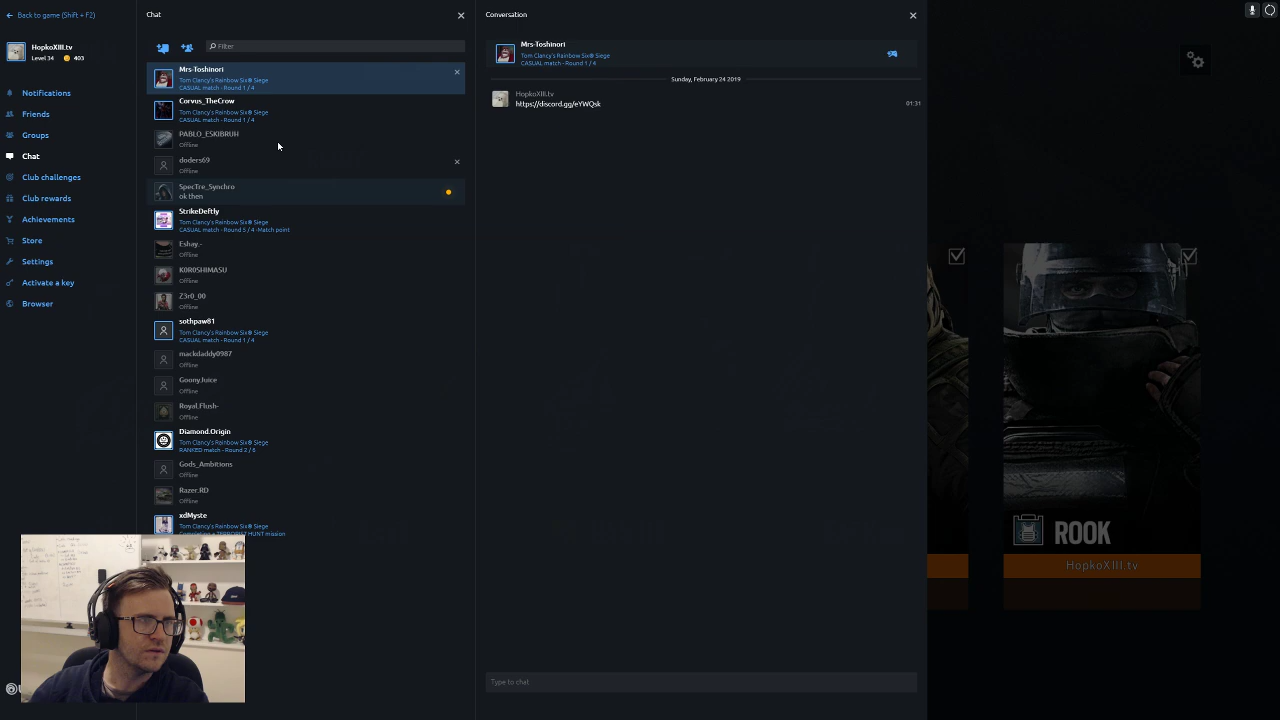 Back to game (Shift + F2)
HopkoXIII.tv
Level 34
403
Notifications
Friends
Groups
Chat
Club challenges
Club rewards
Achievements
Store
Settings
Activate a key
Browser
Chat
Filter
Mrs-Toshinori
Tom Clancy's Rainbow Six® Siege
CASUAL match - Round 1 / 4
Corvus_TheCrow
Tom Clancy's Rainbow Six® Siege
CASUAL match - Round 1 / 4
PABLO_ESKIBRUH
Offline
doders69
Offline
SpecTre_Synchro
ok then
StrikeDeftly
Tom Clancy's Rainbow Six® Siege
CASUAL match - Round 5 / 4 -Match point
Eshay.-
Offline
K0R0SHIMASU
Offline
Z3r0_00
Offline
sothpaw81
Tom Clancy's Rainbow Six® Siege
CASUAL match - Round 1 / 4
mackdaddy0987
Offline
GoonyJuice
Offline
Royal.Flush-
Offline
Diamond.Origin
Tom Clancy's Rainbow Six® Siege
RANKED match - Round 2 / 6
Gods_Ambitions
Offline
Razer.RD
Offline
xdMyste
Tom Clancy's Rainbow Six® Siege
TERRORIST HUNT mission
Conversation
Mrs-Toshinori
Tom Clancy's Rainbow Six® Siege
CASUAL match - Round 1 / 4
Sunday, February 24 2019
HopkoXIII.tv
https://discord.gg/eYWQsk
01:31
Type to chat
ROOK
HopkoXIII.tv